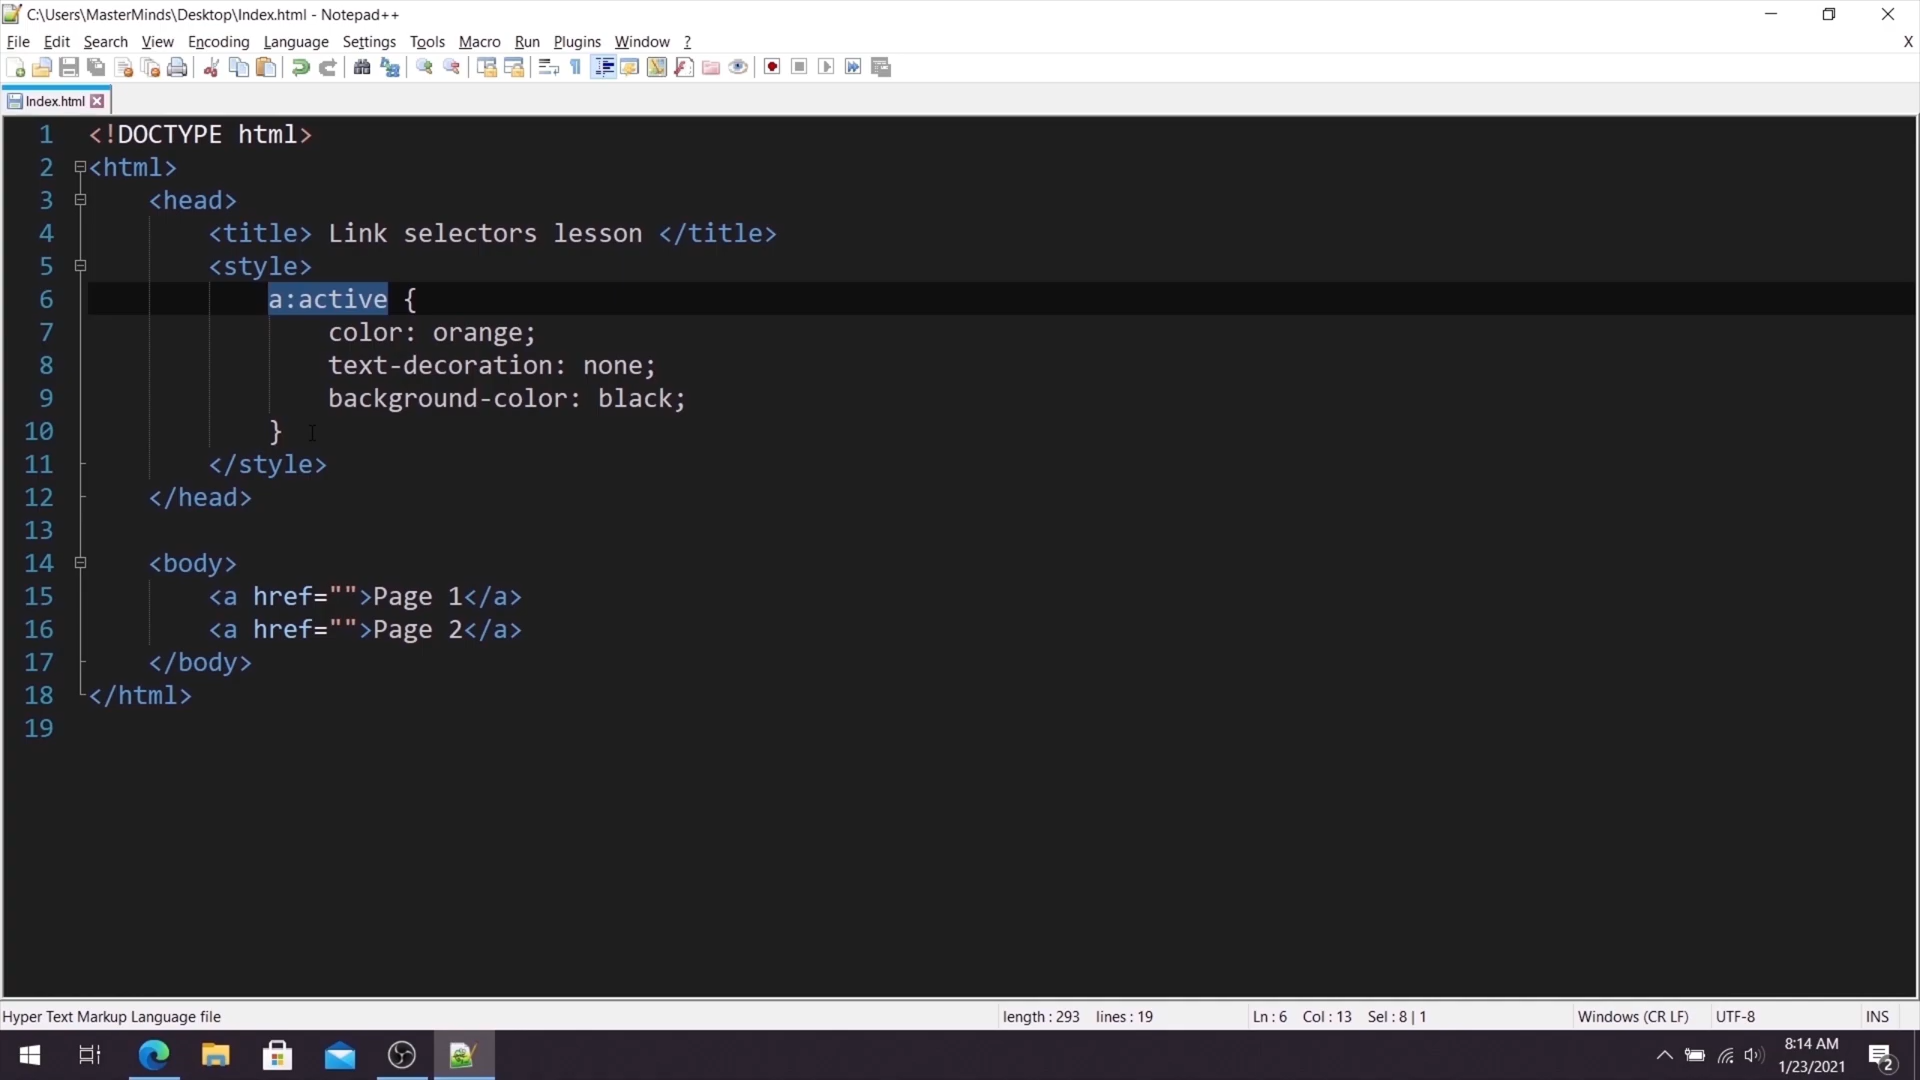 C:\Users\MasterMinds\Desktop\Index.html - Notepad++
File Edit Search View Encoding Language Settings Tools Macro Run Plugins Window ? X
Index.html
1 <!DOCTYPE html>
2 <html>
3 <head>
4 <title> Link selectors lesson </title>
5 <style>
6 a:active {
7 color: orange;
8 text-decoration: none;
9 background-color: black;
10 }
11 </style>
12 </head>
13
14 <body>
15 <a href="">Page 1</a>
16 <a href="">Page 2</a>
17 </body>
18 </html>
19
Hyper Text Markup Language file length : 293 lines : 19 Ln : 6 Col : 13 Sel : 8 | 1 Windows (CR LF) UTF-8 INS
8:14 AM
1/23/2021
2